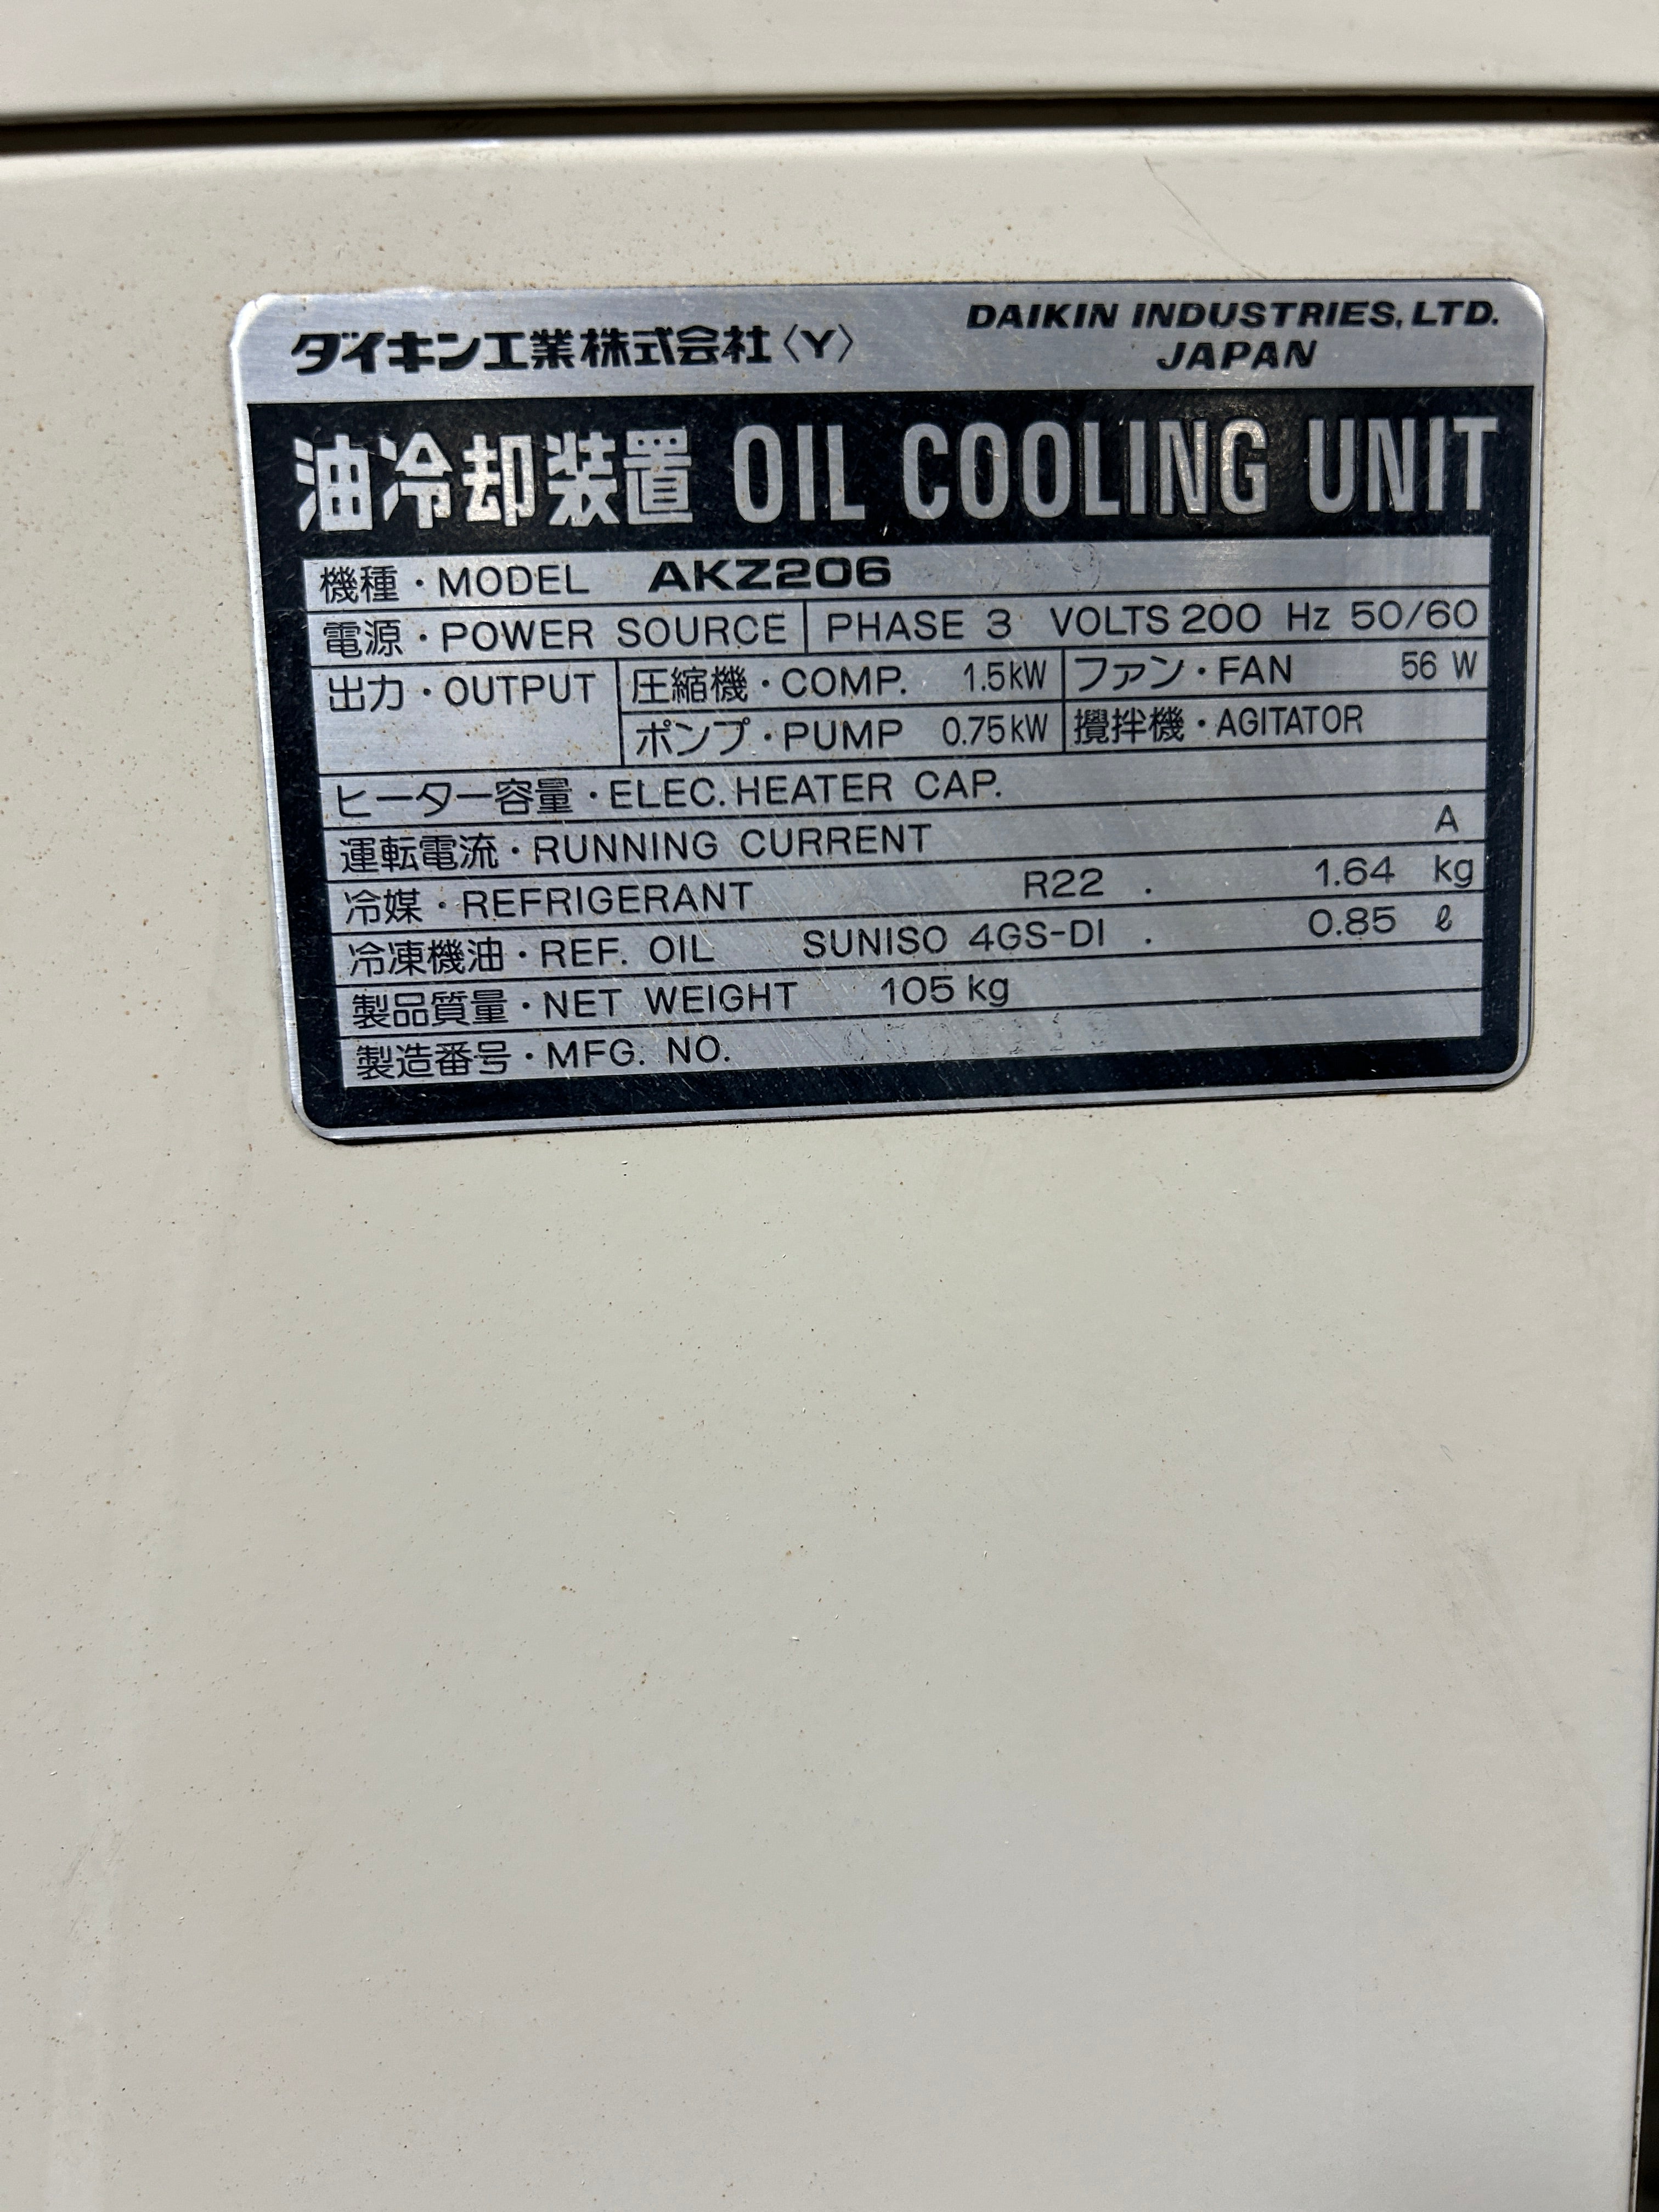 ダイキン工業株式会社〈Y〉
DAIKIN INDUSTRIES, LTD.
JAPAN
油冷却装置 OIL COOLING UNIT
機種・MODEL AKZ206
電源・POWER SOURCE PHASE 3 VOLTS 200 Hz 50/60
出力・OUTPUT 圧縮機・COMP. 1.5kW ファン・FAN 56 W
ポンプ・PUMP 0.75kW 攪拌機・AGITATOR
ヒーター容量・ELEC. HEATER CAP.
運転電流・RUNNING CURRENT A
冷媒・REFRIGERANT R22 . 1.64 kg
冷凍機油・REF. OIL SUNISO 4GS-DI . 0.85 ℓ
製品質量・NET WEIGHT 105 kg
製造番号・MFG. NO.